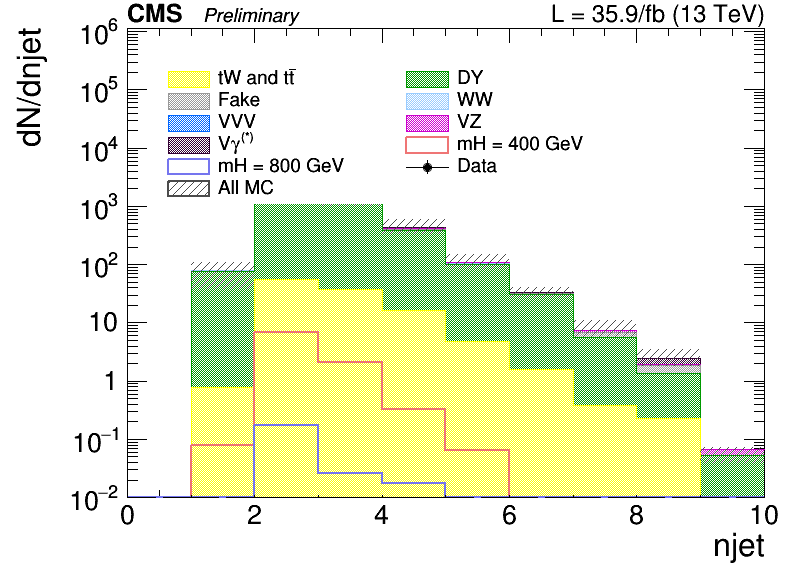 CMS Preliminary L = 35.9/fb (13 TeV)
dN/dnjet
10⁶
10⁵
10⁴
10³
10²
10
1
10⁻¹
10⁻²
tW and tt̄ DY
Fake WW
VVV VZ
Vγ⁽*⁾ mH = 400 GeV
mH = 800 GeV Data
All MC
0 2 4 6 8 10
njet